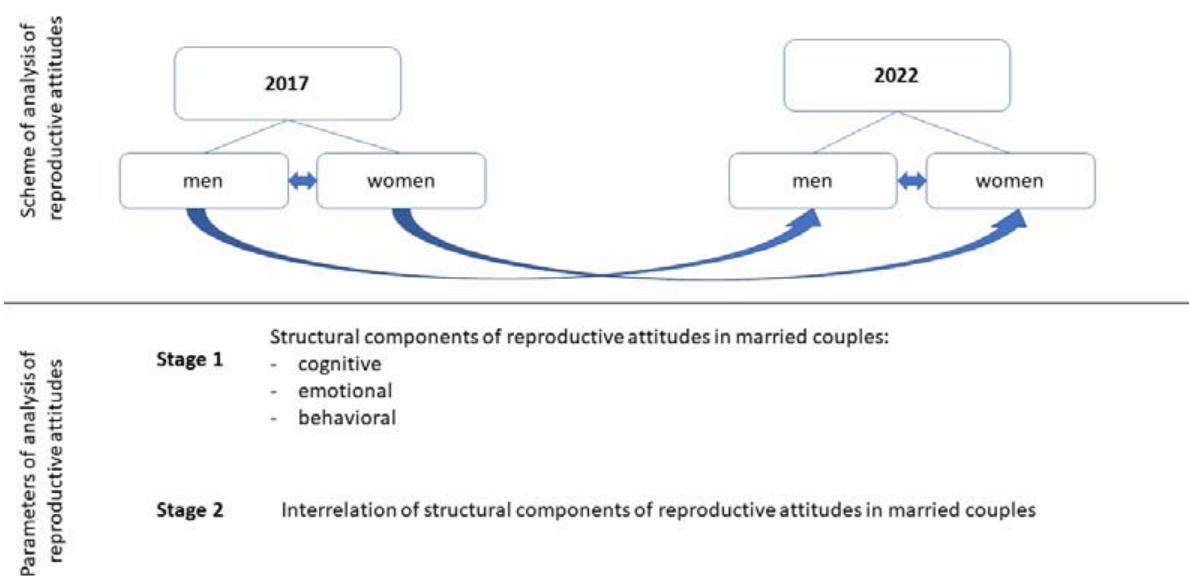 Scheme of analysis of
reproductive attitudes
2017
2022
men
women
men
women
Parameters of analysis of
reproductive attitudes
Stage 1
Structural components of reproductive attitudes in married couples:
- cognitive
- emotional
- behavioral
Stage 2
Interrelation of structural components of reproductive attitudes in married couples